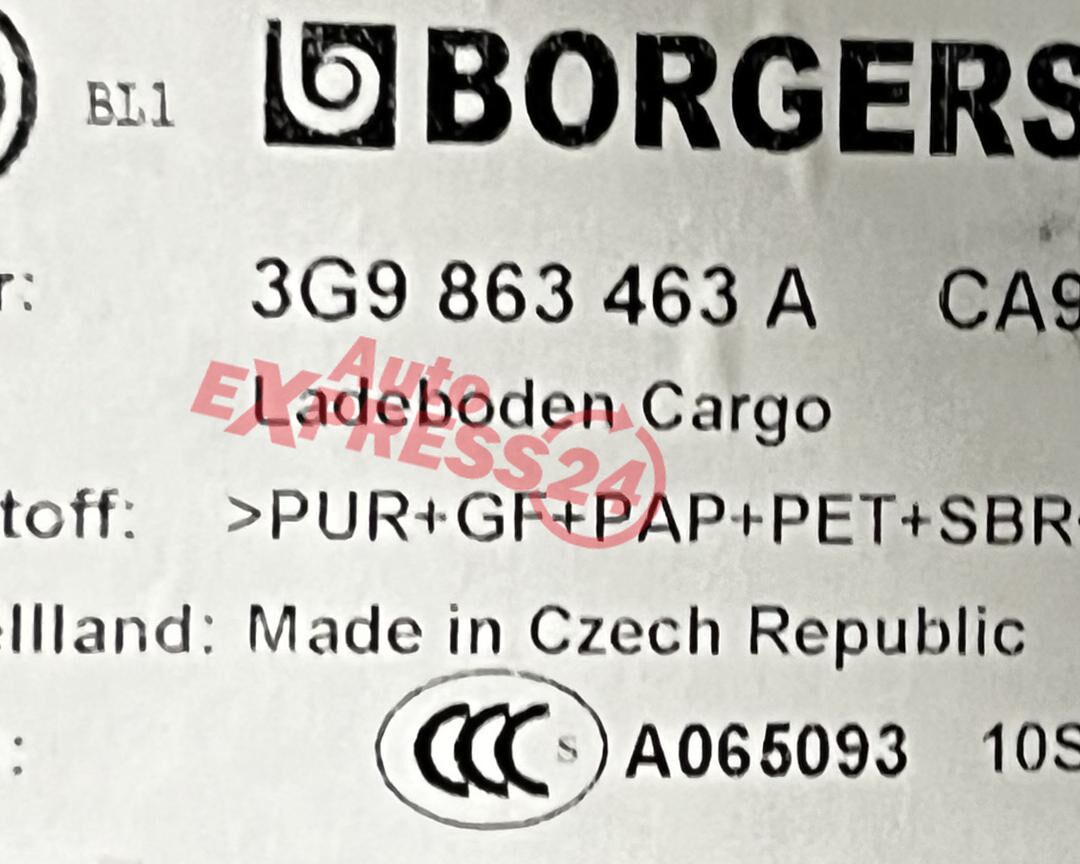 BL1 BORGERS
r: 3G9 863 463 A CA9
Auto
EXPRESS24
Ladeboden Cargo
toff: >PUR+GF+PAP+PET+SBR
llland: Made in Czech Republic
: CCC S A065093 10S